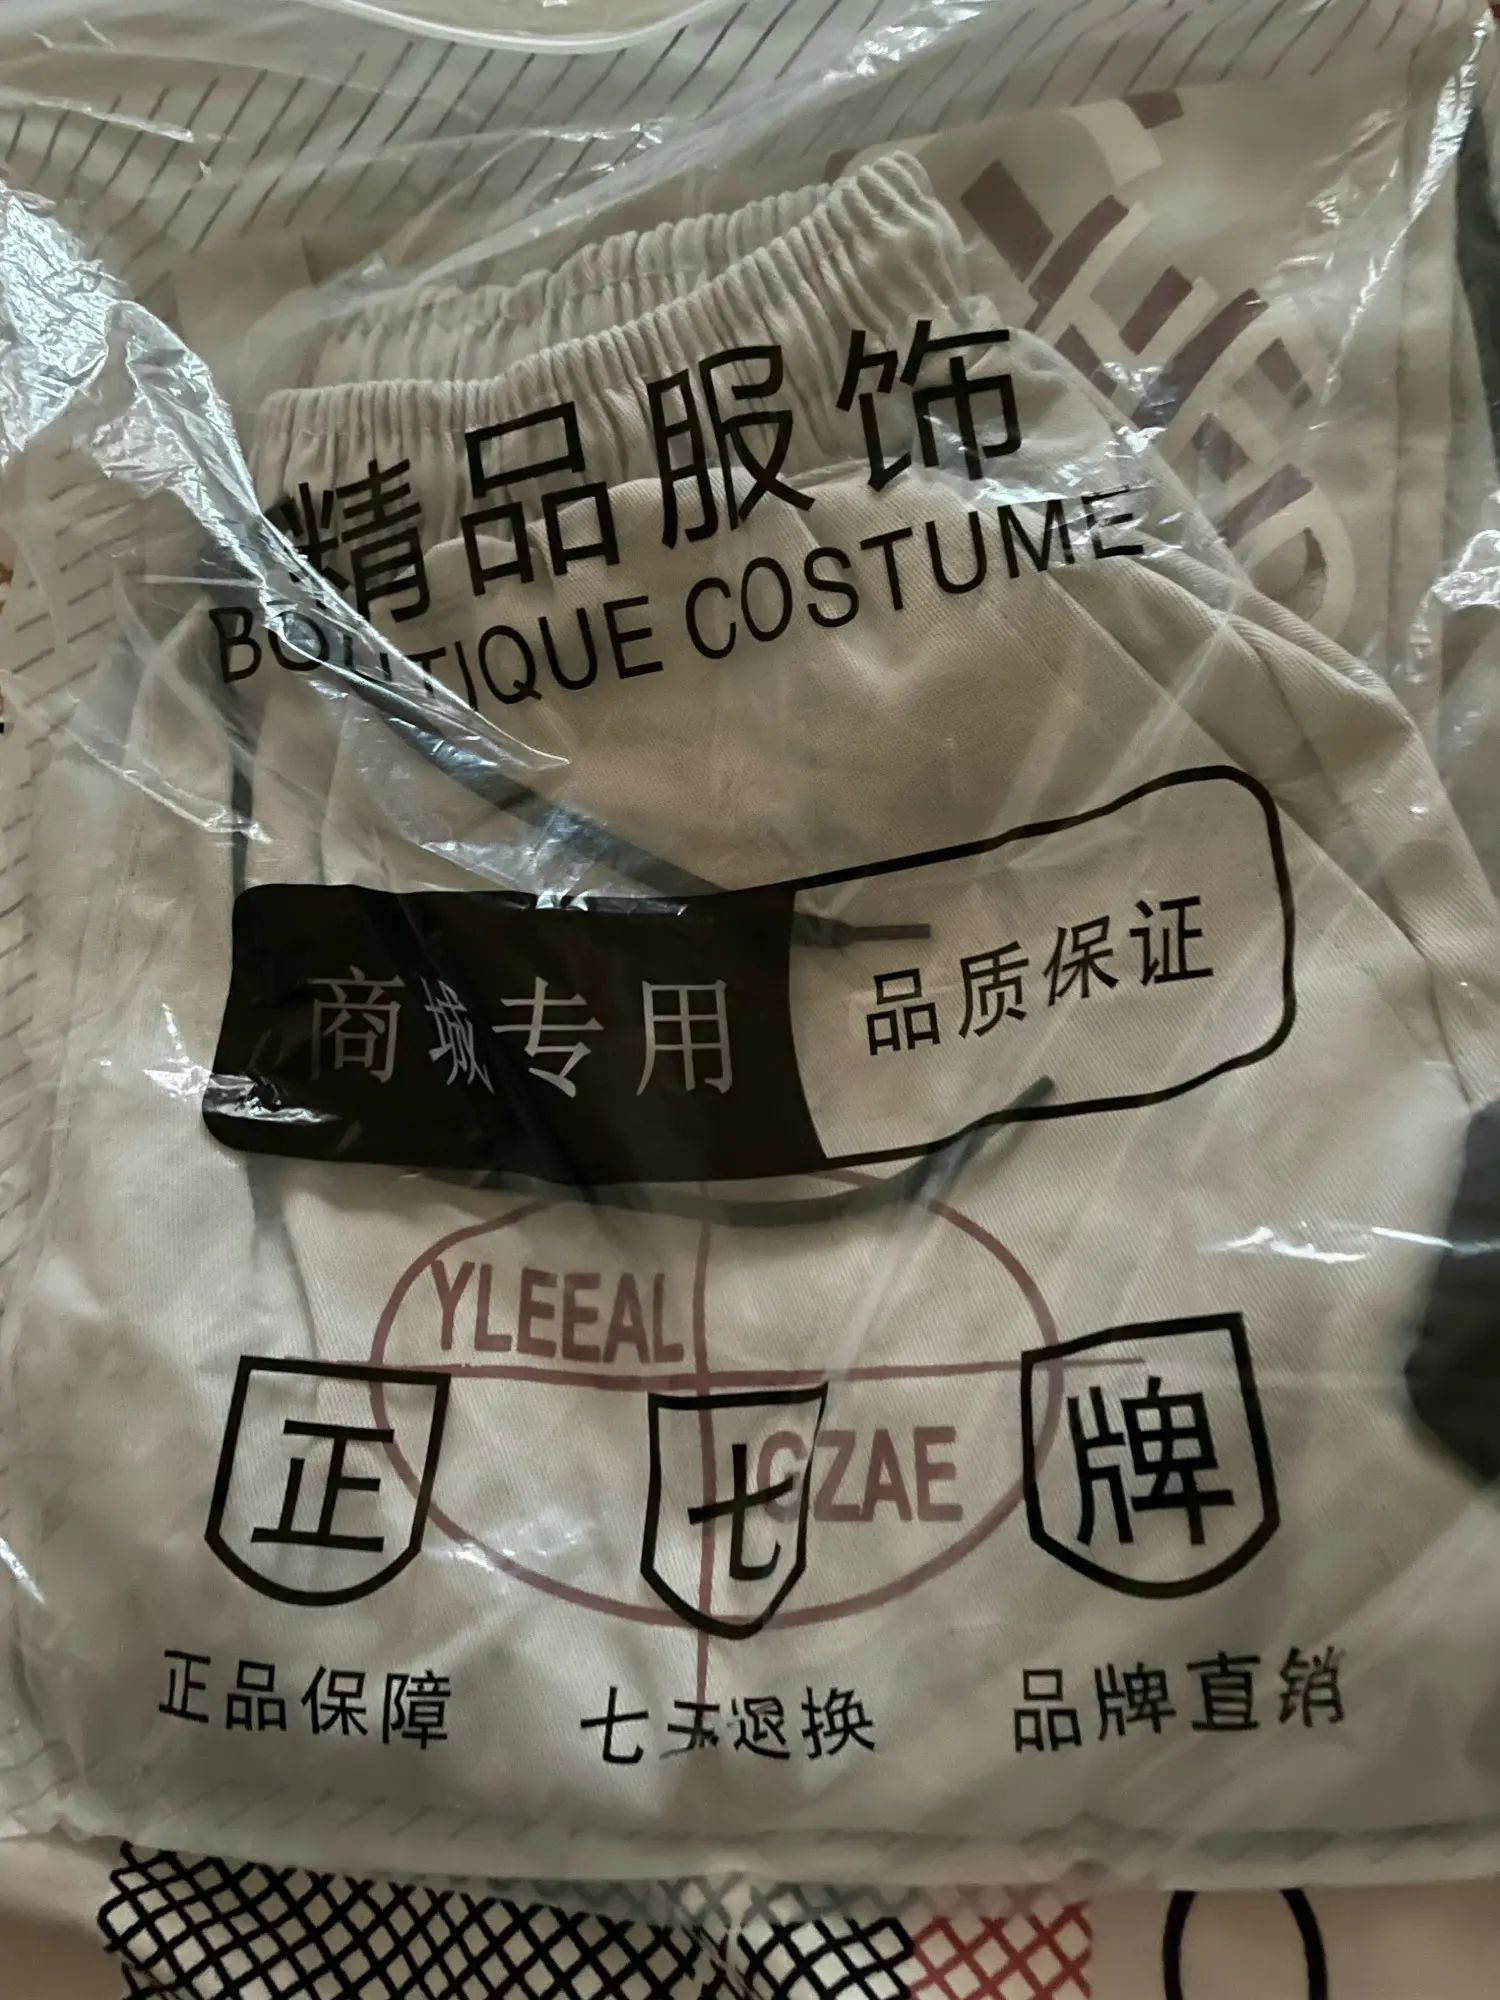 精品服饰
BOUTIQUE COSTUME
商城专用
品质保证
YLEEAL
GZAE
正
七
牌
正品保障
七天退换
品牌直销